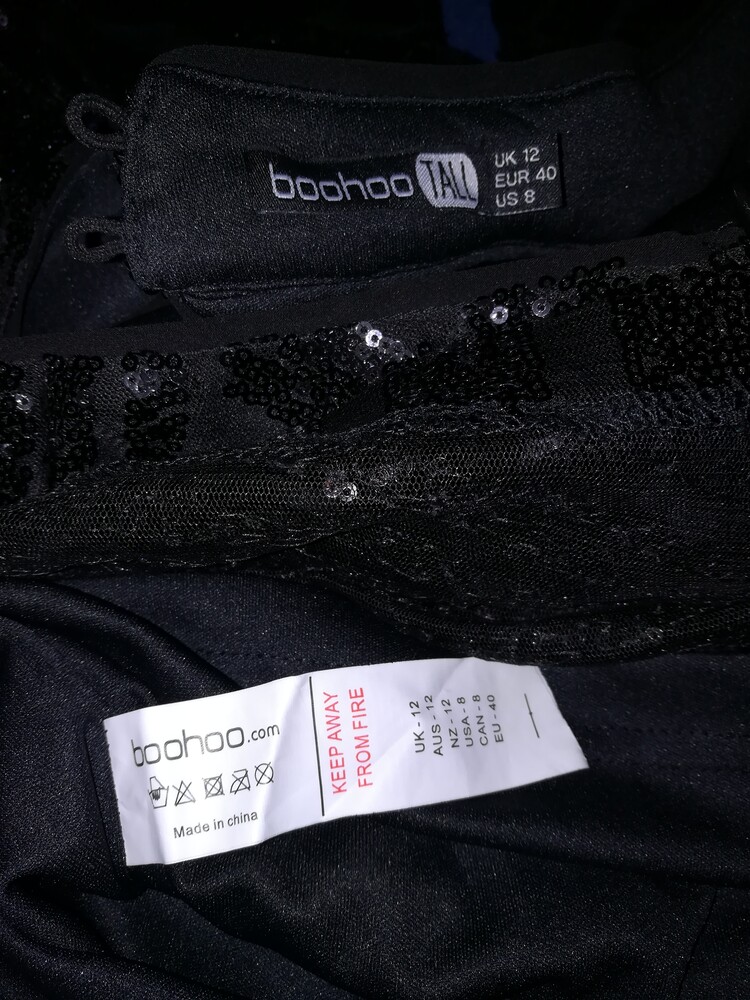 boohoo TALL
UK 12
EUR 40
US 8
boohoo.com
Made in china
KEEP AWAY
FROM FIRE
UK - 12
AUS - 12
NZ - 12
USA - 8
CAN - 8
EU - 40